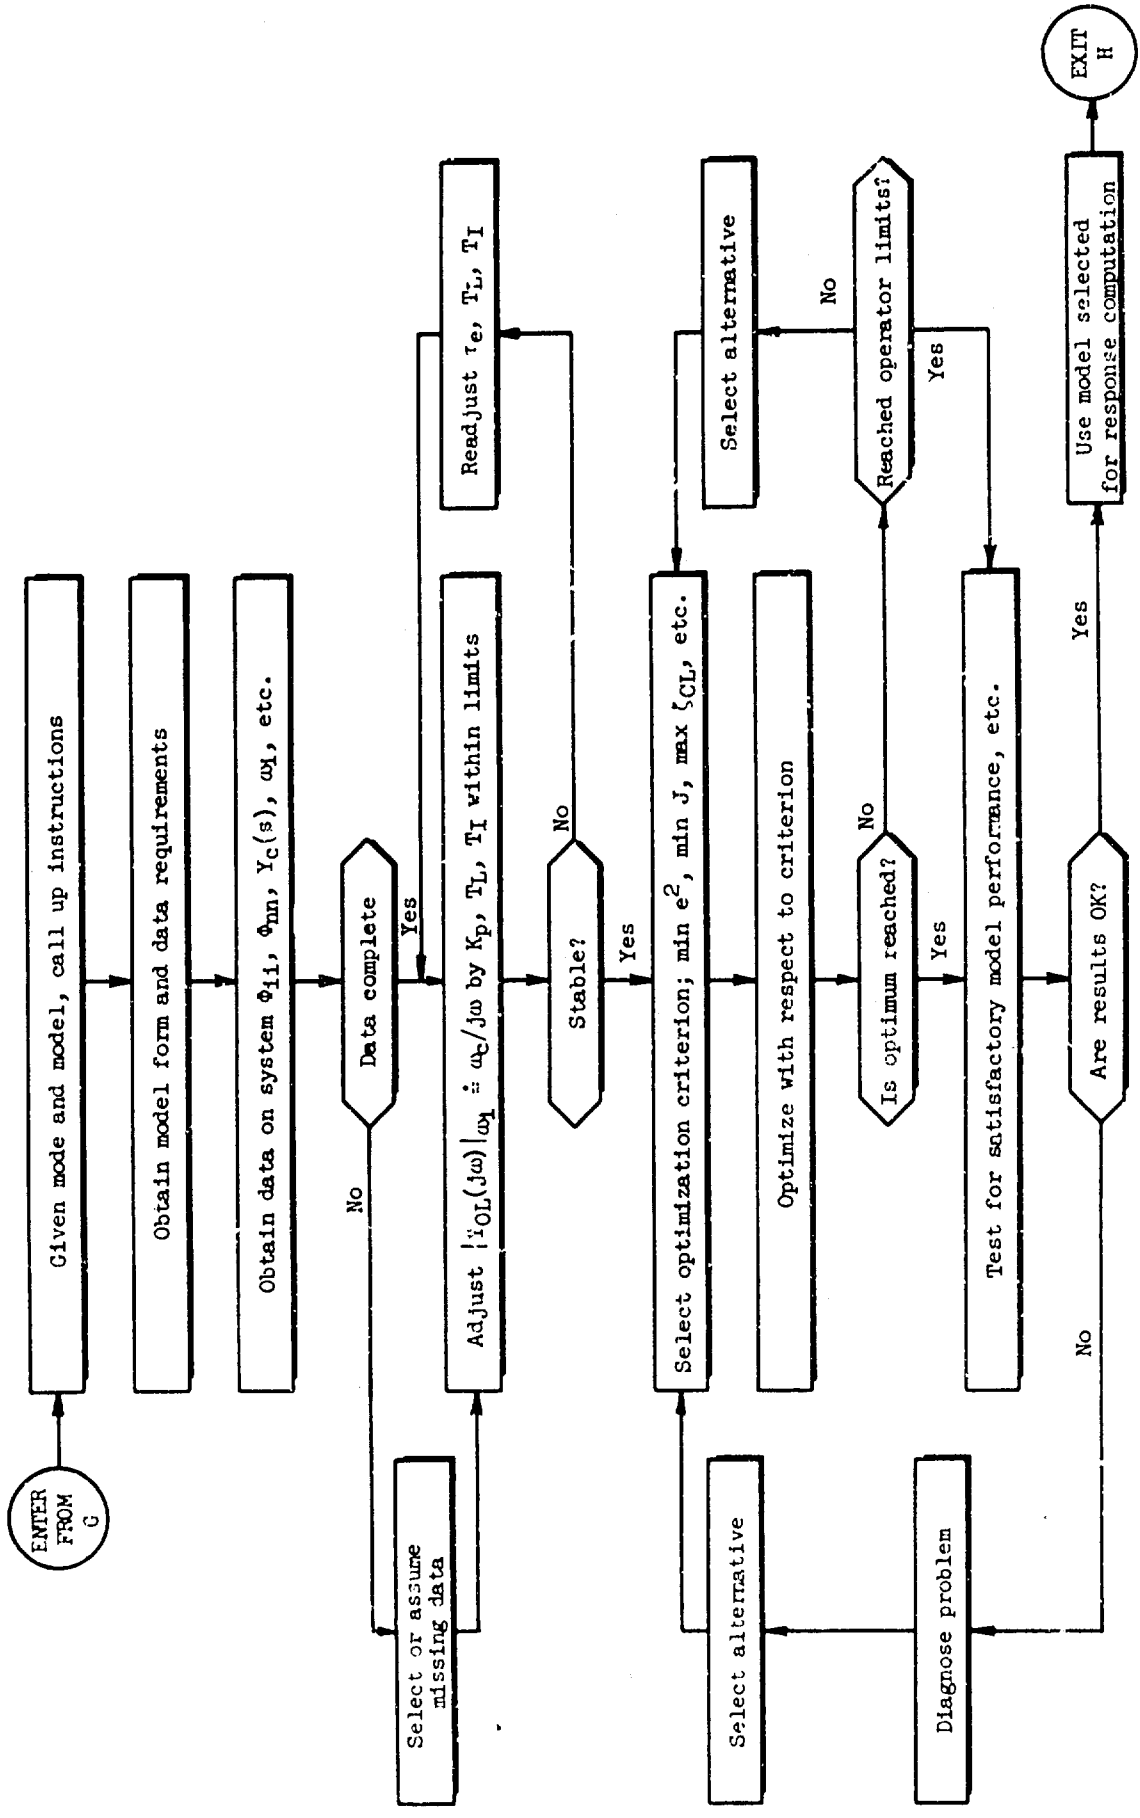 ENTER
FROM
G
Given mode and model, call up instructions
Obtain model form and data requirements
Obtain data on system Φii, Φnn, Yc(s), ωi, etc.
Data complete
No
Yes
Select or assume
missing data
Adjust |YOL(jω)|ωi ≐ ωc/jω by Kp, TL, TI within limits
Readjust τe, TL, TI
Stable?
No
Yes
Select optimization criterion; min e², min J, max ζCL, etc.
Select alternative
Select alternative
Optimize with respect to criterion
Is optimum reached?
No
Yes
Reached operator limits?
No
Yes
Test for satisfactory model performance, etc.
Diagnose problem
Are results OK?
No
Yes
Use model selected
for response computation
EXIT
H